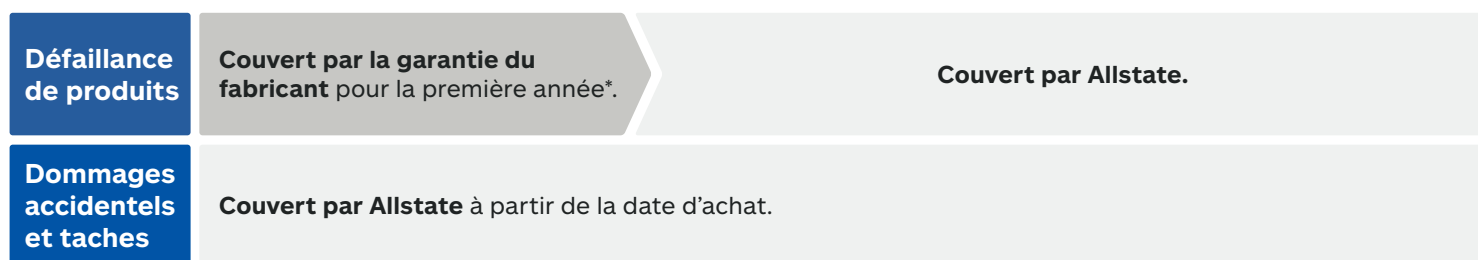 Défaillance
de produits
Couvert par la garantie du
fabricant pour la première année*.
Couvert par Allstate.
Dommages
accidentels
et taches
Couvert par Allstate à partir de la date d’achat.